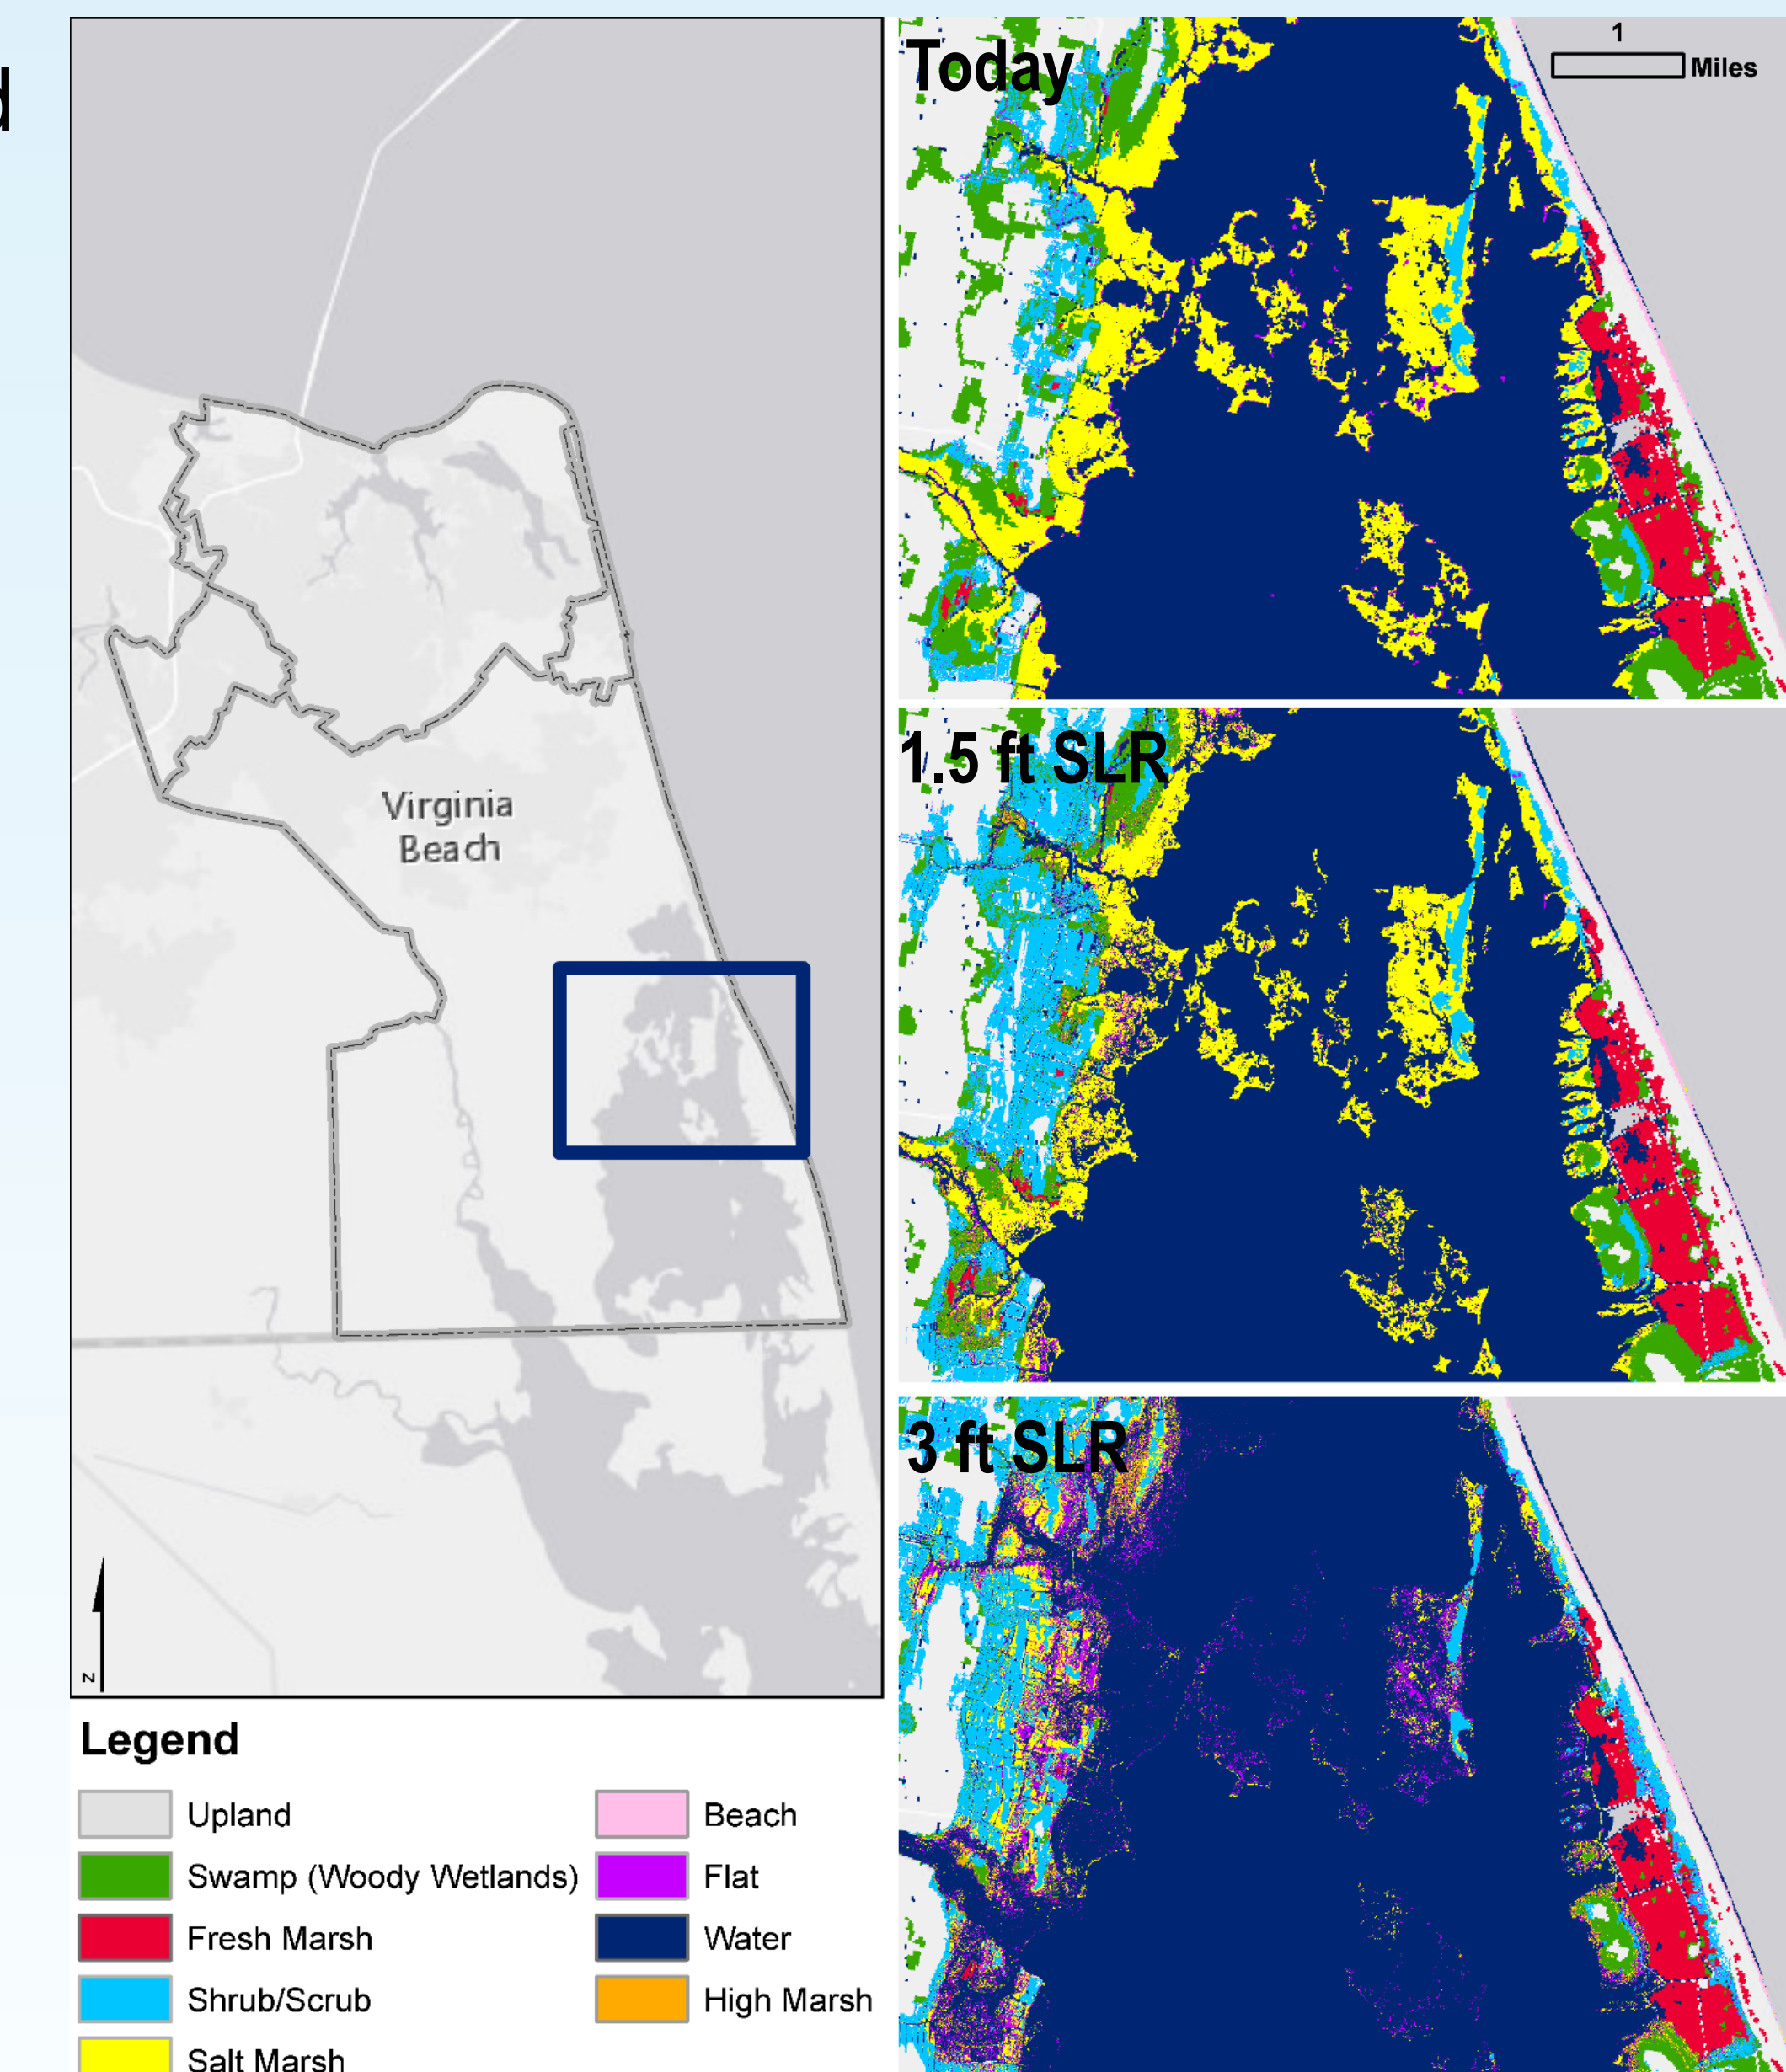 d
Today
1
Miles
1.5 ft SLR
Virginia
Beach
3 ft SLR
N
Legend
Upland
Swamp (Woody Wetlands)
Fresh Marsh
Shrub/Scrub
Salt Marsh
Beach
Flat
Water
High Marsh